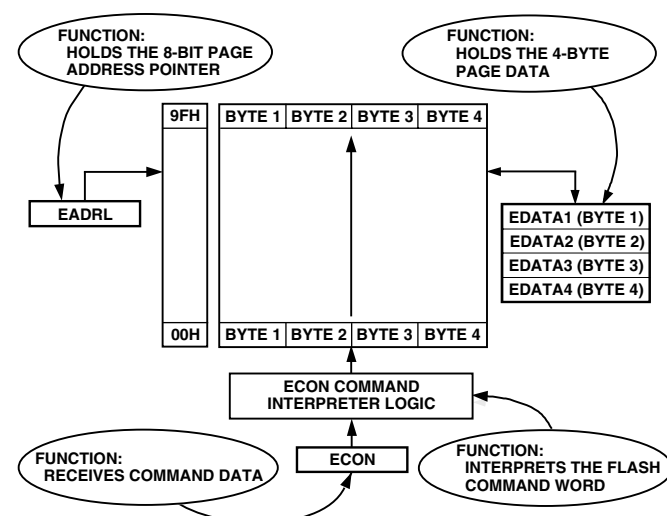 FUNCTION:
HOLDS THE 8-BIT PAGE
ADDRESS POINTER
FUNCTION:
HOLDS THE 4-BYTE
PAGE DATA
9FH
BYTE 1 BYTE 2 BYTE 3 BYTE 4
EADRL
EDATA1 (BYTE 1)
EDATA2 (BYTE 2)
EDATA3 (BYTE 3)
EDATA4 (BYTE 4)
00H
BYTE 1 BYTE 2 BYTE 3 BYTE 4
ECON COMMAND
INTERPRETER LOGIC
FUNCTION:
RECEIVES COMMAND DATA
ECON
FUNCTION:
INTERPRETS THE FLASH
COMMAND WORD